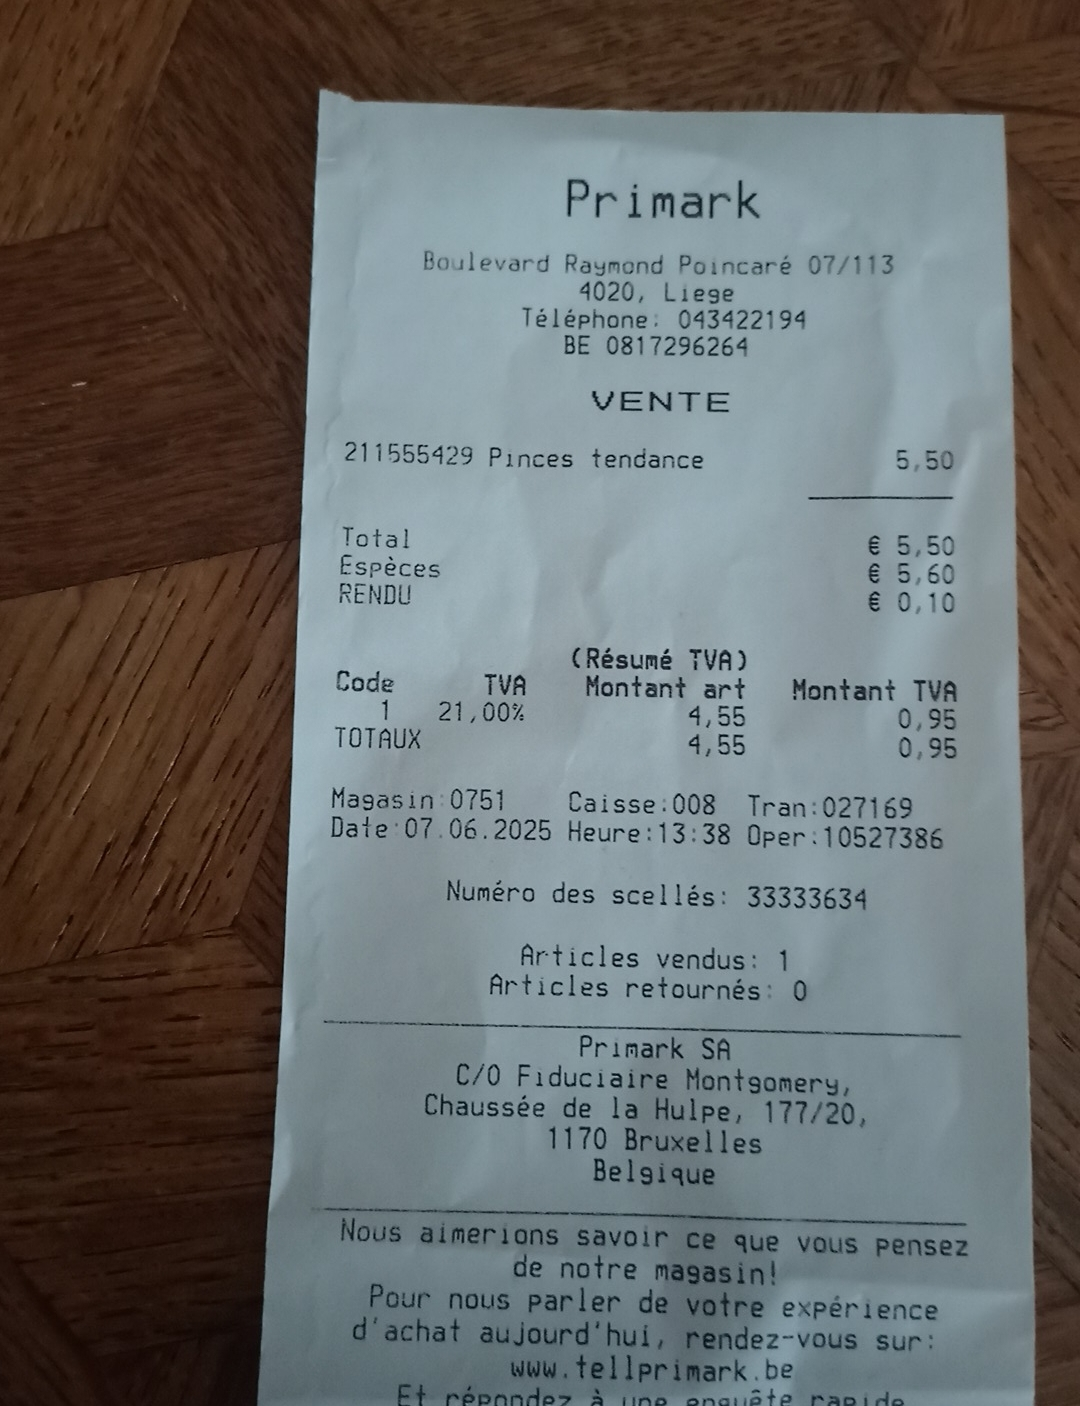 Primark
Boulevard Raymond Poincaré 07/113
4020, Liege
Téléphone: 043422194
BE 0817296264
VENTE
211555429 Pinces tendance 5,50
Total € 5,50
Espèces € 5,60
RENDU € 0,10
(Résumé TVA)
Code TVA Montant art Montant TVA
1 21,00% 4,55 0,95
TOTAUX 4,55 0,95
Magasin:0751 Caisse:008 Tran:027169
Date:07.06.2025 Heure:13:38 Oper:10527386
Numéro des scellés: 33333634
Articles vendus: 1
Articles retournés: 0
Primark SA
C/O Fiduciaire Montgomery,
Chaussée de la Hulpe, 177/20,
1170 Bruxelles
Belgique
Nous aimerions savoir ce que vous pensez
de notre magasin!
Pour nous parler de votre expérience
d'achat aujourd'hui, rendez-vous sur:
www.tellprimark.be
Et répondez à une enquête rapide